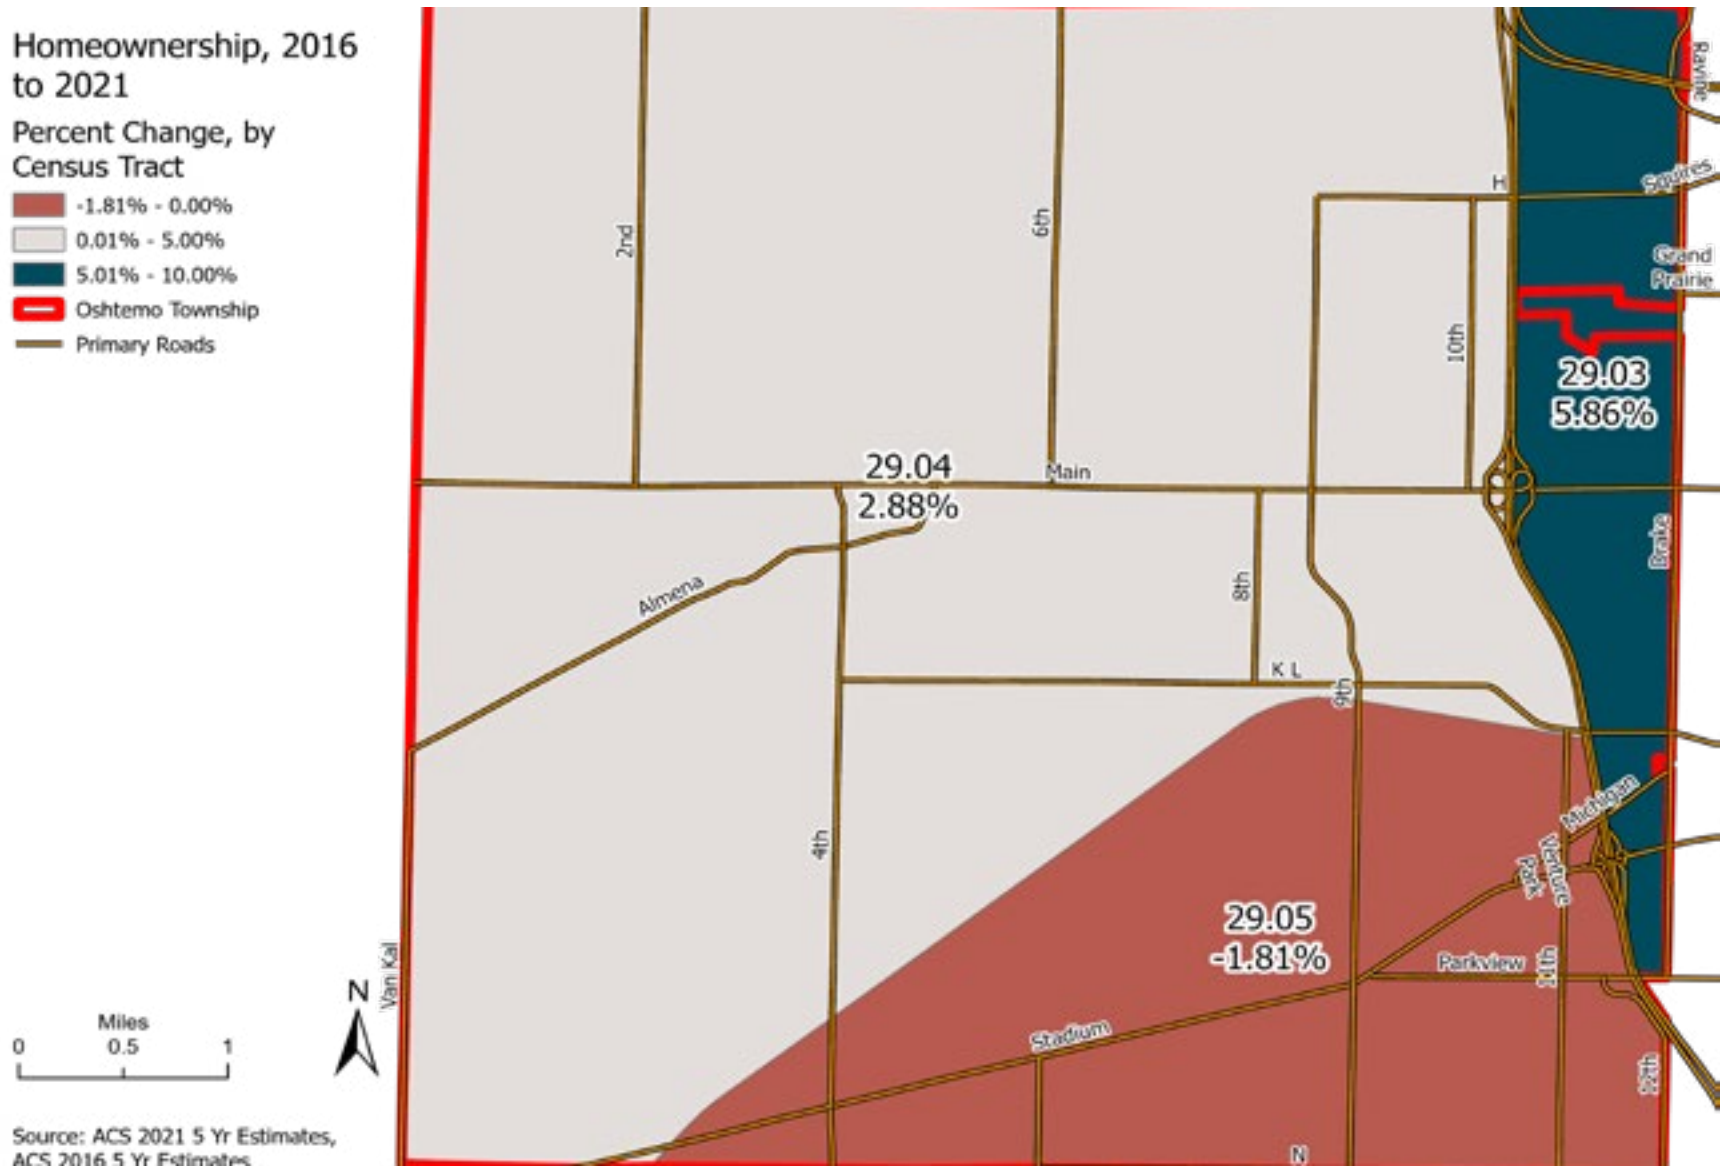 Homeownership, 2016
to 2021
Percent Change, by
Census Tract
-1.81% - 0.00%
0.01% - 5.00%
5.01% - 10.00%
Oshtemo Township
Primary Roads
Ravine
Squires
H
2nd
6th
Grand
Prairie
10th
29.03
5.86%
29.04
2.88%
Main
Drake
8th
Almena
K L
9th
Michigan
4th
Venture
Park
29.05
-1.81%
Parkview
11th
Van Kal
N
Stadium
12th
Miles
0 0.5 1
Source: ACS 2021 5 Yr Estimates,
ACS 2016 5 Yr Estimates
N